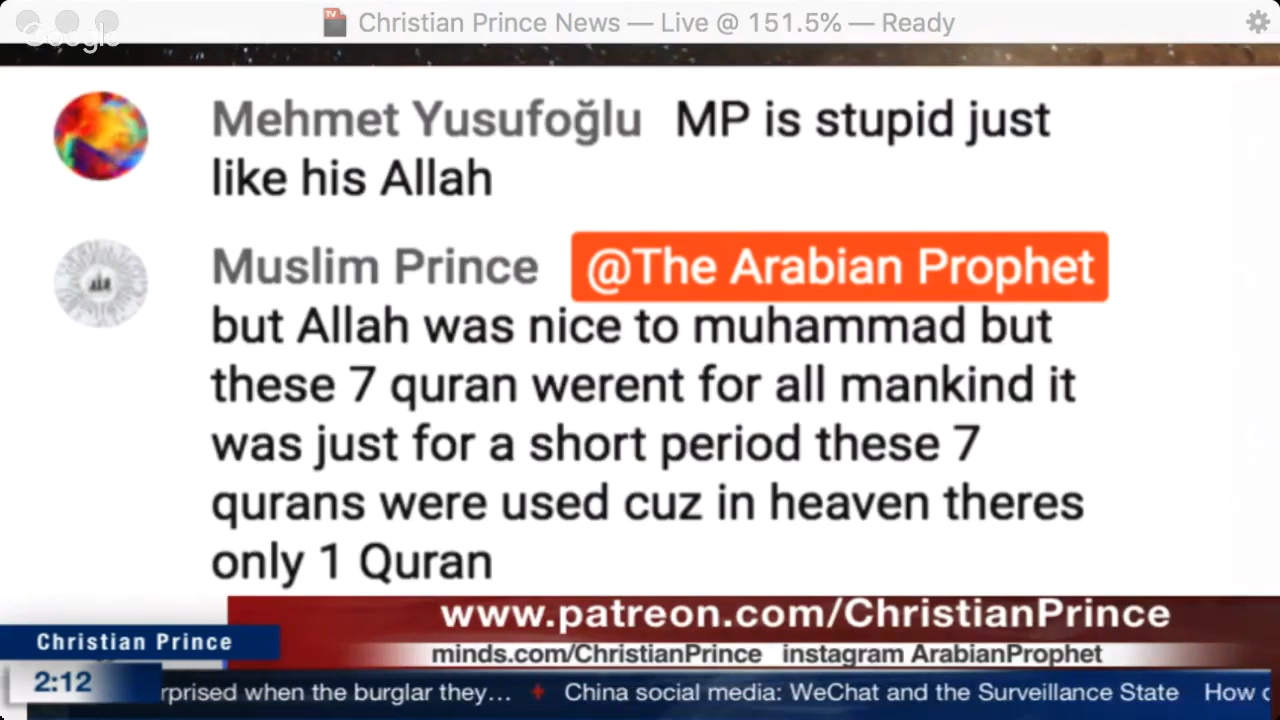 Christian Prince News — Live @ 151.5% — Ready
Google
Mehmet Yusufoğlu MP is stupid just
like his Allah
Muslim Prince @The Arabian Prophet
but Allah was nice to muhammad but
these 7 quran werent for all mankind it
was just for a short period these 7
qurans were used cuz in heaven theres
only 1 Quran
www.patreon.com/ChristianPrince
Christian Prince
minds.com/ChristianPrince instagram ArabianProphet
2:12
rprised when the burglar they... China social media: WeChat and the Surveillance State How